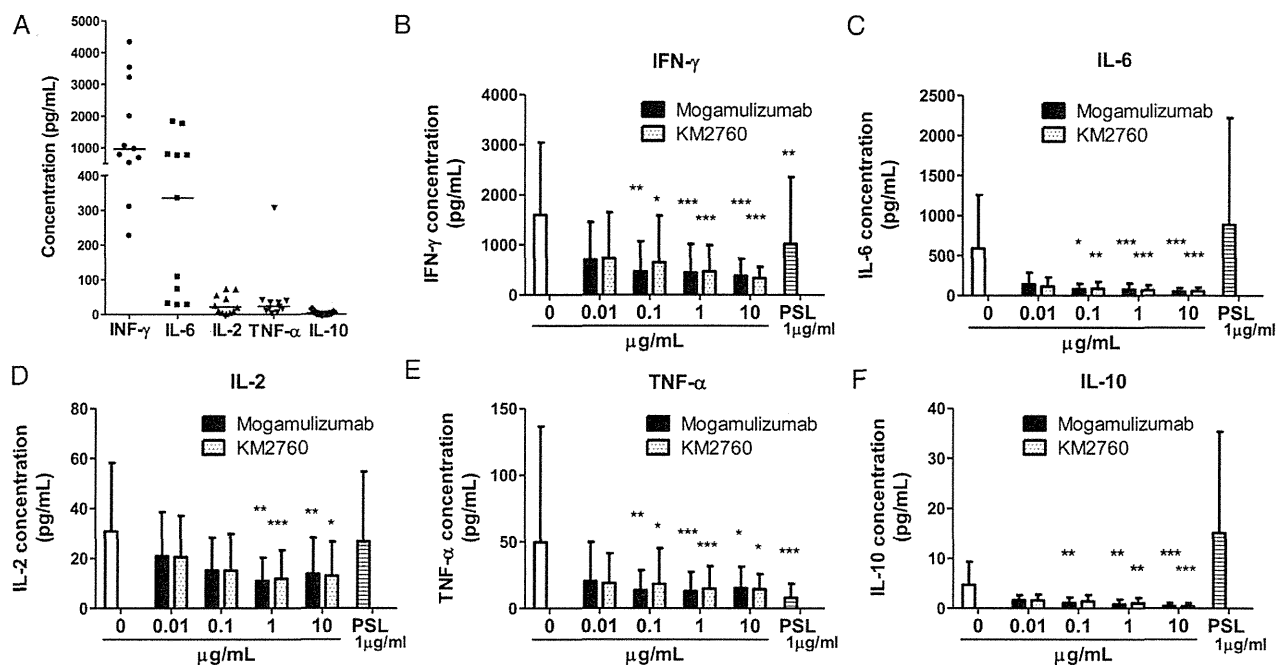 A
Concentration (pg/mL)
5000
4000
3000
2000
1000
400
300
200
100
0
INF-γ IL-6 IL-2 TNF-α IL-10
B
IFN-γ
IFN-γ concentration
(pg/mL)
4000
3000
2000
1000
0
Mogamulizumab
KM2760
** * *** *** *** *** **
0 0.01 0.1 1 10 PSL
1μg/ml
μg/mL
C
IL-6
IL-6 concentration
(pg/mL)
2500
2000
1500
1000
500
0
Mogamulizumab
KM2760
* ** *** *** *** ***
0 0.01 0.1 1 10 PSL
1μg/ml
μg/mL
D
IL-2
IL-2 concentration
(pg/mL)
80
60
40
20
0
Mogamulizumab
KM2760
** *** ** *
0 0.01 0.1 1 10 PSL
1μg/ml
μg/mL
E
TNF-α
TNF-α concentration
(pg/mL)
150
100
50
0
Mogamulizumab
KM2760
** * *** *** * * ***
0 0.01 0.1 1 10 PSL
1μg/ml
μg/mL
F
IL-10
IL-10 concentration
(pg/mL)
40
30
20
10
0
Mogamulizumab
KM2760
** ** ** *** ***
0 0.01 0.1 1 10 PSL
1μg/ml
μg/mL